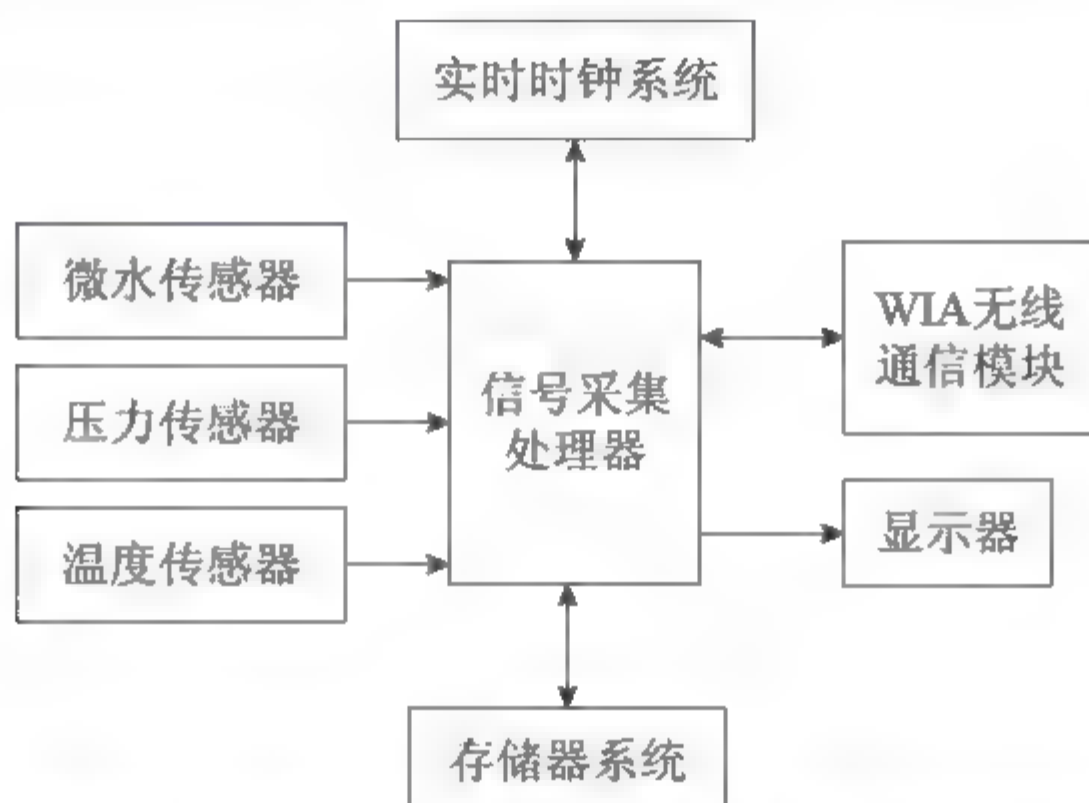 实时时钟系统
微水传感器
压力传感器
温度传感器
信号采集
处理器
WIA无线
通信模块
显示器
存储器系统